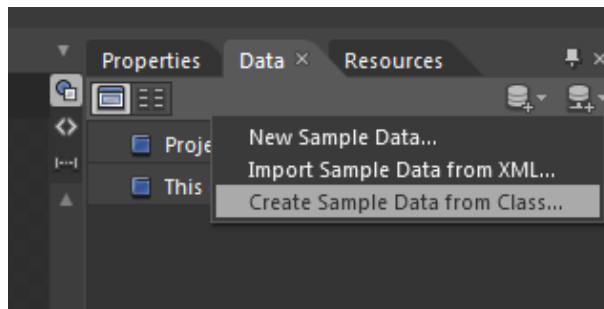 Properties Data × Resources
New Sample Data...
Proje
Import Sample Data from XML...
This
Create Sample Data from Class...